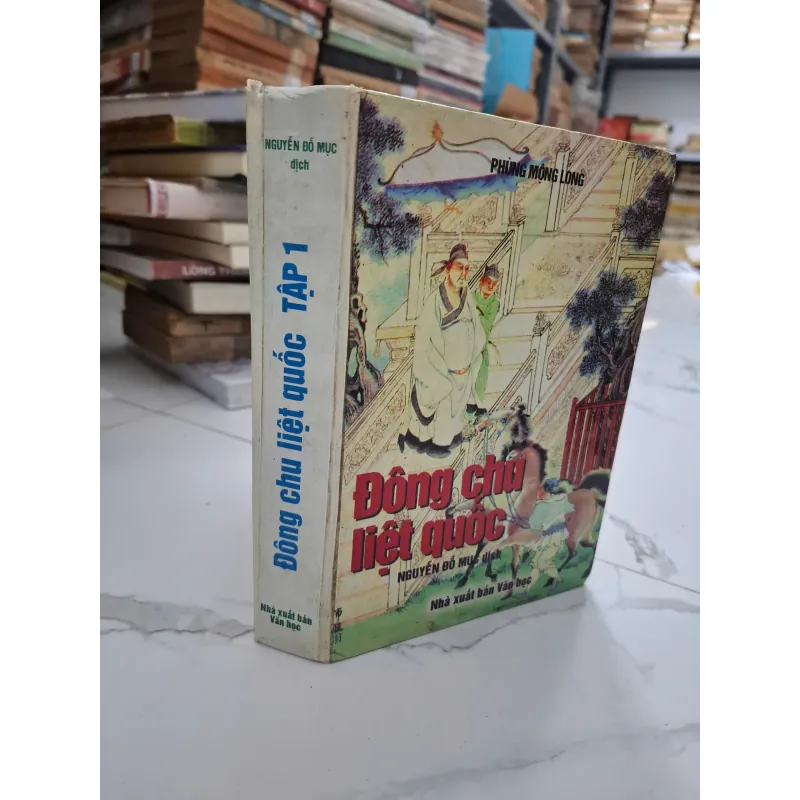 NGUYỄN ĐỖ MỤC
dịch
Đông chu liệt quốc TẬP 1
Nhà xuất bản
Văn học
PHÙNG MỘNG LONG
Đông chu
liệt quốc
NGUYỄN ĐỖ MỤC dịch
Nhà xuất bản Văn học